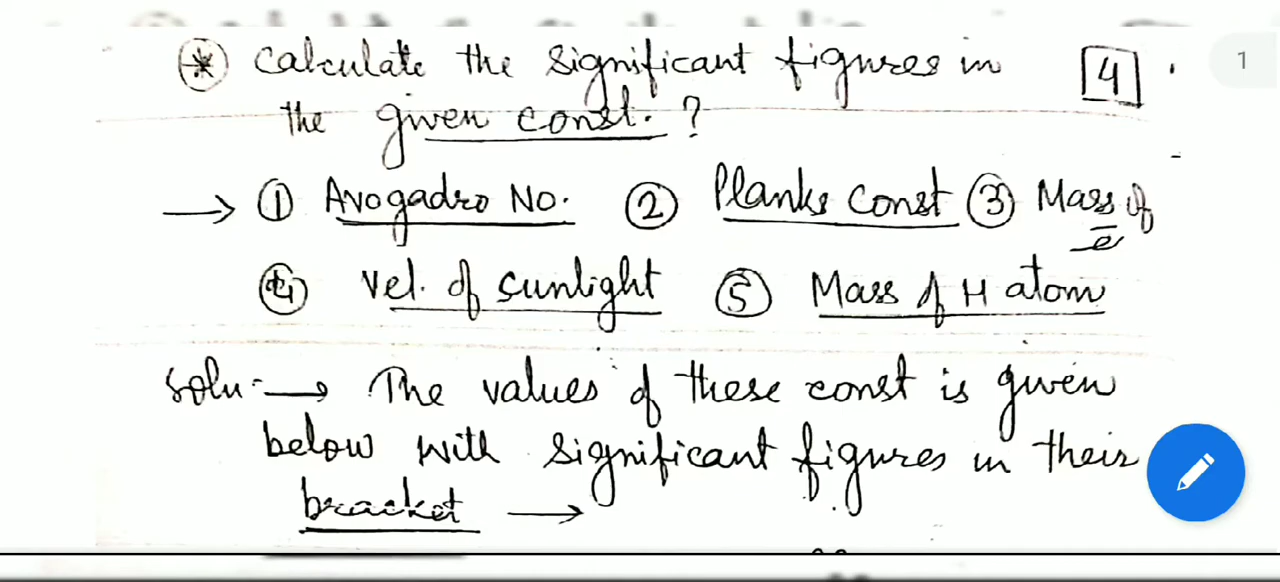 * Calculate the significant figures in [4] .
the given const. ?
→ ① Avogadro No. ② Planks Const ③ Mass of e̅
④ Vel. of sunlight ⑤ Mass of H atom
Solu:→ The values of these const is given
below with significant figures in their
bracket →
1